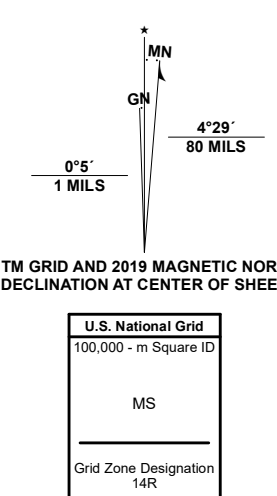 ★
MN
GN
4°29´
80 MILS
0°5´
1 MILS
TM GRID AND 2019 MAGNETIC NOR
DECLINATION AT CENTER OF SHEE
U.S. National Grid
100,000 - m Square ID
MS
Grid Zone Designation
14R